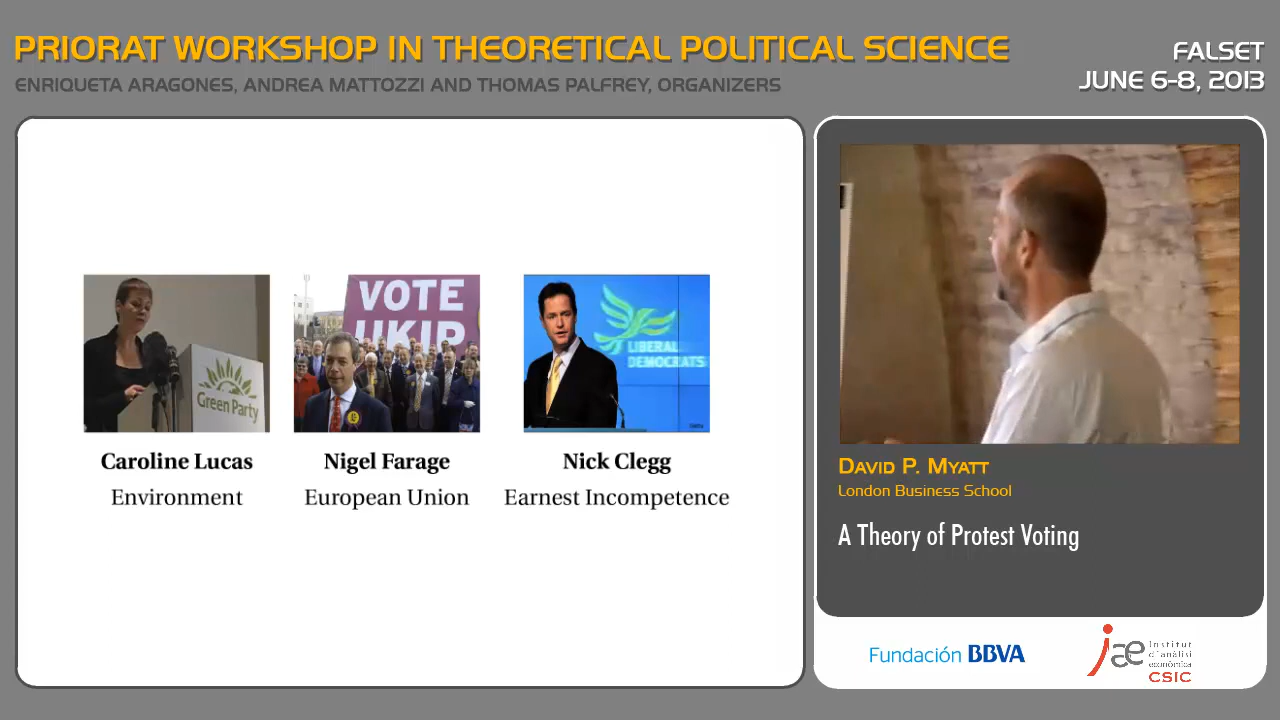 PRIORAT WORKSHOP IN THEORETICAL POLITICAL SCIENCE
ENRIQUETA ARAGONES, ANDREA MATTOZZI AND THOMAS PALFREY, ORGANIZERS
FALSET
JUNE 6-8, 2013
Green Party
VOTE
UKIP
LIBERAL
DEMOCRATS
Caroline Lucas
Nigel Farage
Nick Clegg
Environment
European Union
Earnest Incompetence
DAVID P. MYATT
London Business School
A Theory of Protest Voting
Fundación BBVA
iae
Institut
d'anàlisi
econòmica
CSIC